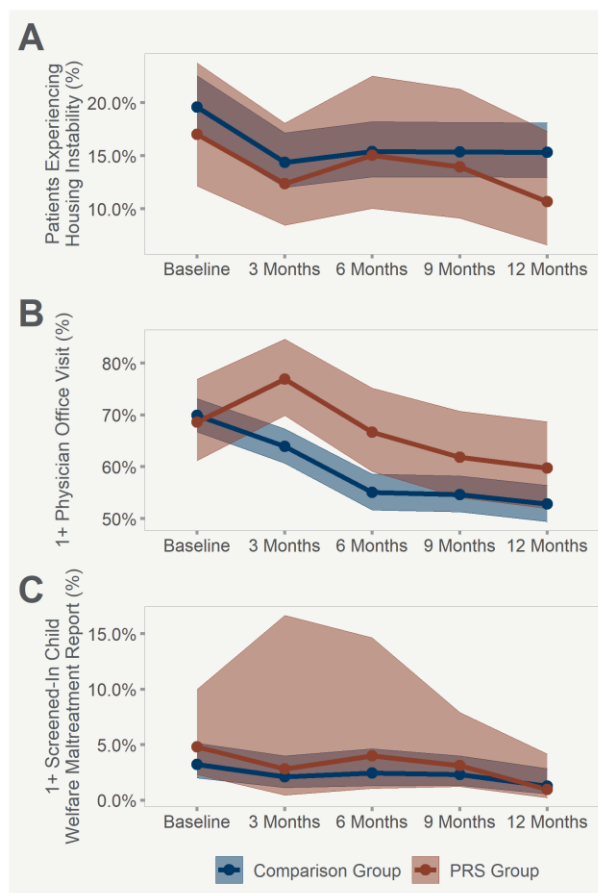 A
Patients Experiencing
Housing Instability (%)
20.0%
15.0%
10.0%
Baseline 3 Months 6 Months 9 Months 12 Months
B
1+ Physician Office Visit (%)
80%
70%
60%
50%
Baseline 3 Months 6 Months 9 Months 12 Months
C
1+ Screened-In Child
Welfare Maltreatment Report (%)
15.0%
10.0%
5.0%
0.0%
Baseline 3 Months 6 Months 9 Months 12 Months
Comparison Group PRS Group